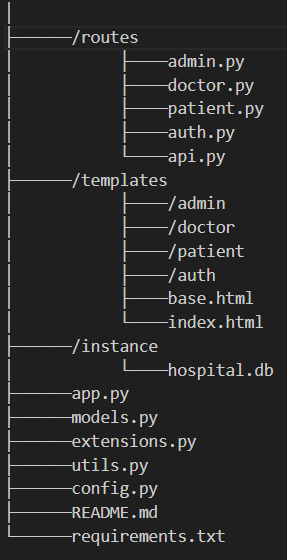 /routes
admin.py
doctor.py
patient.py
auth.py
api.py
/templates
/admin
/doctor
/patient
/auth
base.html
index.html
/instance
hospital.db
app.py
models.py
extensions.py
utils.py
config.py
README.md
requirements.txt